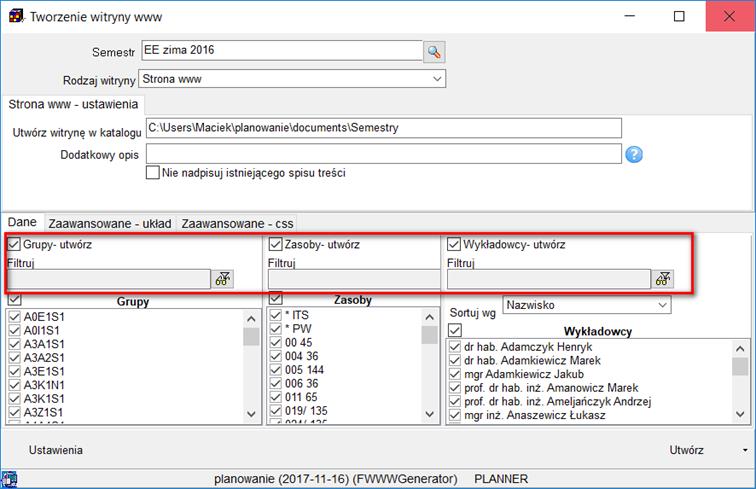 Tworzenie witryny www
Semestr EE zima 2016
Rodzaj witryny Strona www
Strona www - ustawienia
Utwórz witrynę w katalogu C:\Users\Maciek\planowanie\documents\Semestry
Dodatkowy opis
Nie nadpisuj istniejącego spisu treści
Dane Zaawansowane - układ Zaawansowane - css
Grupy- utwórz Zasoby- utwórz Wykładowcy- utwórz
Filtruj Filtruj Filtruj
Grupy
A0E1S1
A0I1S1
A3A1S1
A3A2S1
A3E1S1
A3K1N1
A3K1S1
A3Z1S1
Zasoby
* ITS
* PW
00 45
004 36
005 144
006 36
011 65
019/ 135
Sortuj wg Nazwisko
Wykładowcy
dr hab. Adamczyk Henryk
dr hab. Adamkiewicz Marek
mgr Adamkiewicz Jakub
prof. dr hab. inż. Amanowicz Marek
prof. dr hab. inż. Ameljańczyk Andrzej
mgr inż. Anaszewicz Łukasz
Ustawienia Utwórz
planowanie (2017-11-16) (FWWWGenerator) PLANNER